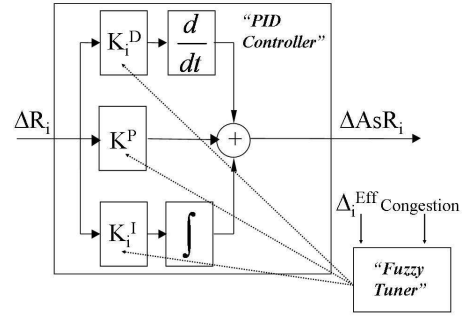 K_i^D
d/dt
"PID
Controller"
ΔR_i
K^P
+
ΔAsR_i
K_i^I
∫
Δ_i^Eff Congestion
"Fuzzy
Tuner"